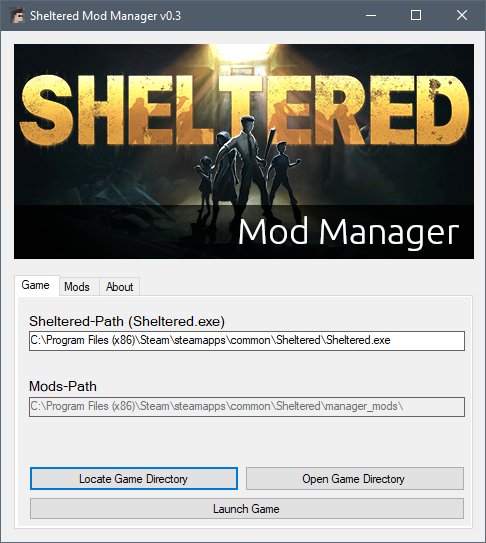 Sheltered Mod Manager v0.3
SHELTERED
Mod Manager
Game Mods About
Sheltered-Path (Sheltered.exe)
C:\Program Files (x86)\Steam\steamapps\common\Sheltered\Sheltered.exe
Mods-Path
C:\Program Files (x86)\Steam\steamapps\common\Sheltered\manager_mods\
Locate Game Directory Open Game Directory
Launch Game